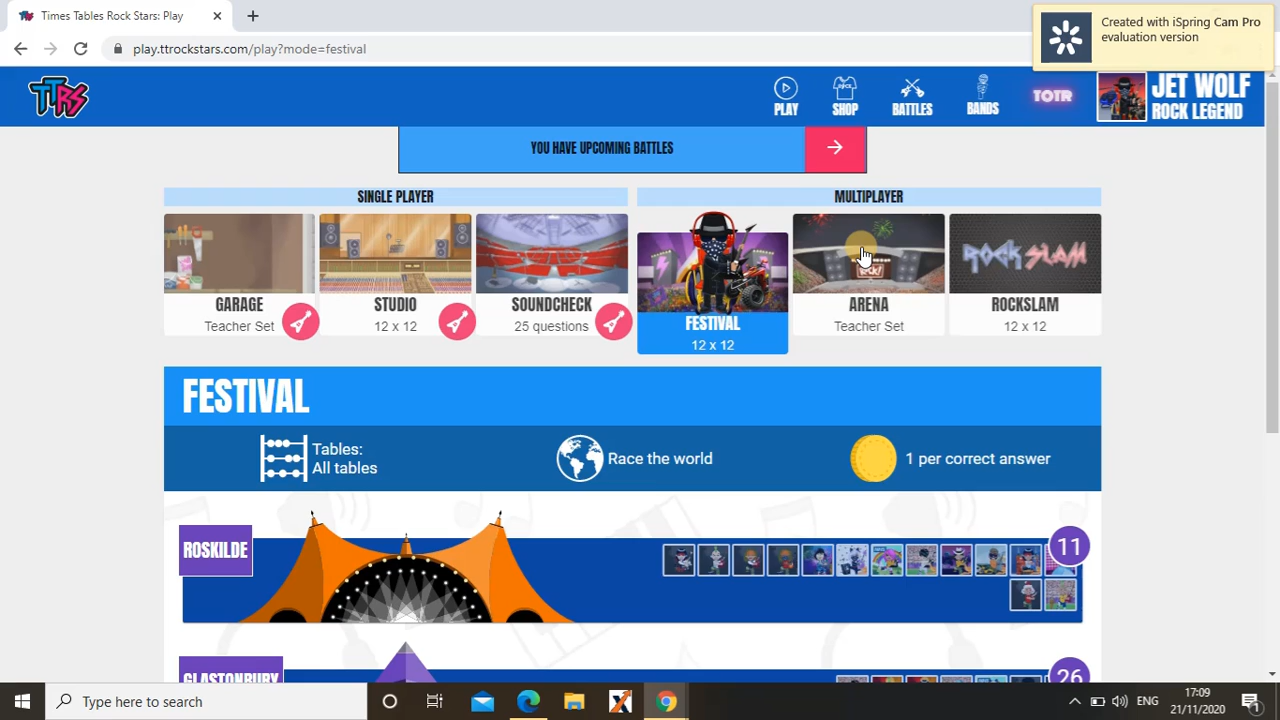 Times Tables Rock Stars: Play
Created with iSpring Cam Pro
evaluation version
play.ttrockstars.com/play?mode=festival
TTRS
PLAY
SHOP
BATTLES
BANDS
TOTR
JET WOLF
ROCK LEGEND
YOU HAVE UPCOMING BATTLES
SINGLE PLAYER
MULTIPLAYER
ROCK SLAM
GARAGE
Teacher Set
STUDIO
12 x 12
SOUNDCHECK
25 questions
FESTIVAL
12 x 12
ARENA
Teacher Set
ROCKSLAM
12 x 12
FESTIVAL
Tables:
All tables
Race the world
1 per correct answer
ROSKILDE
11
GLASTONBURY
26
Type here to search
ENG
17:09
21/11/2020